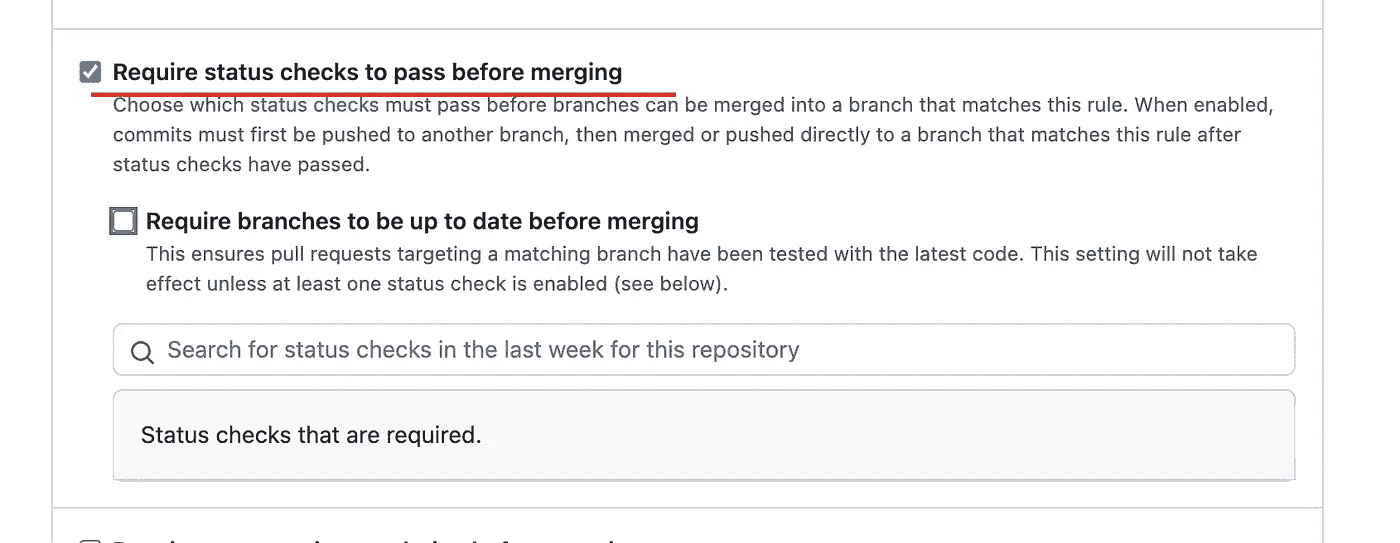 Require status checks to pass before merging
Choose which status checks must pass before branches can be merged into a branch that matches this rule. When enabled,
commits must first be pushed to another branch, then merged or pushed directly to a branch that matches this rule after
status checks have passed.
Require branches to be up to date before merging
This ensures pull requests targeting a matching branch have been tested with the latest code. This setting will not take
effect unless at least one status check is enabled (see below).
Search for status checks in the last week for this repository
Status checks that are required.